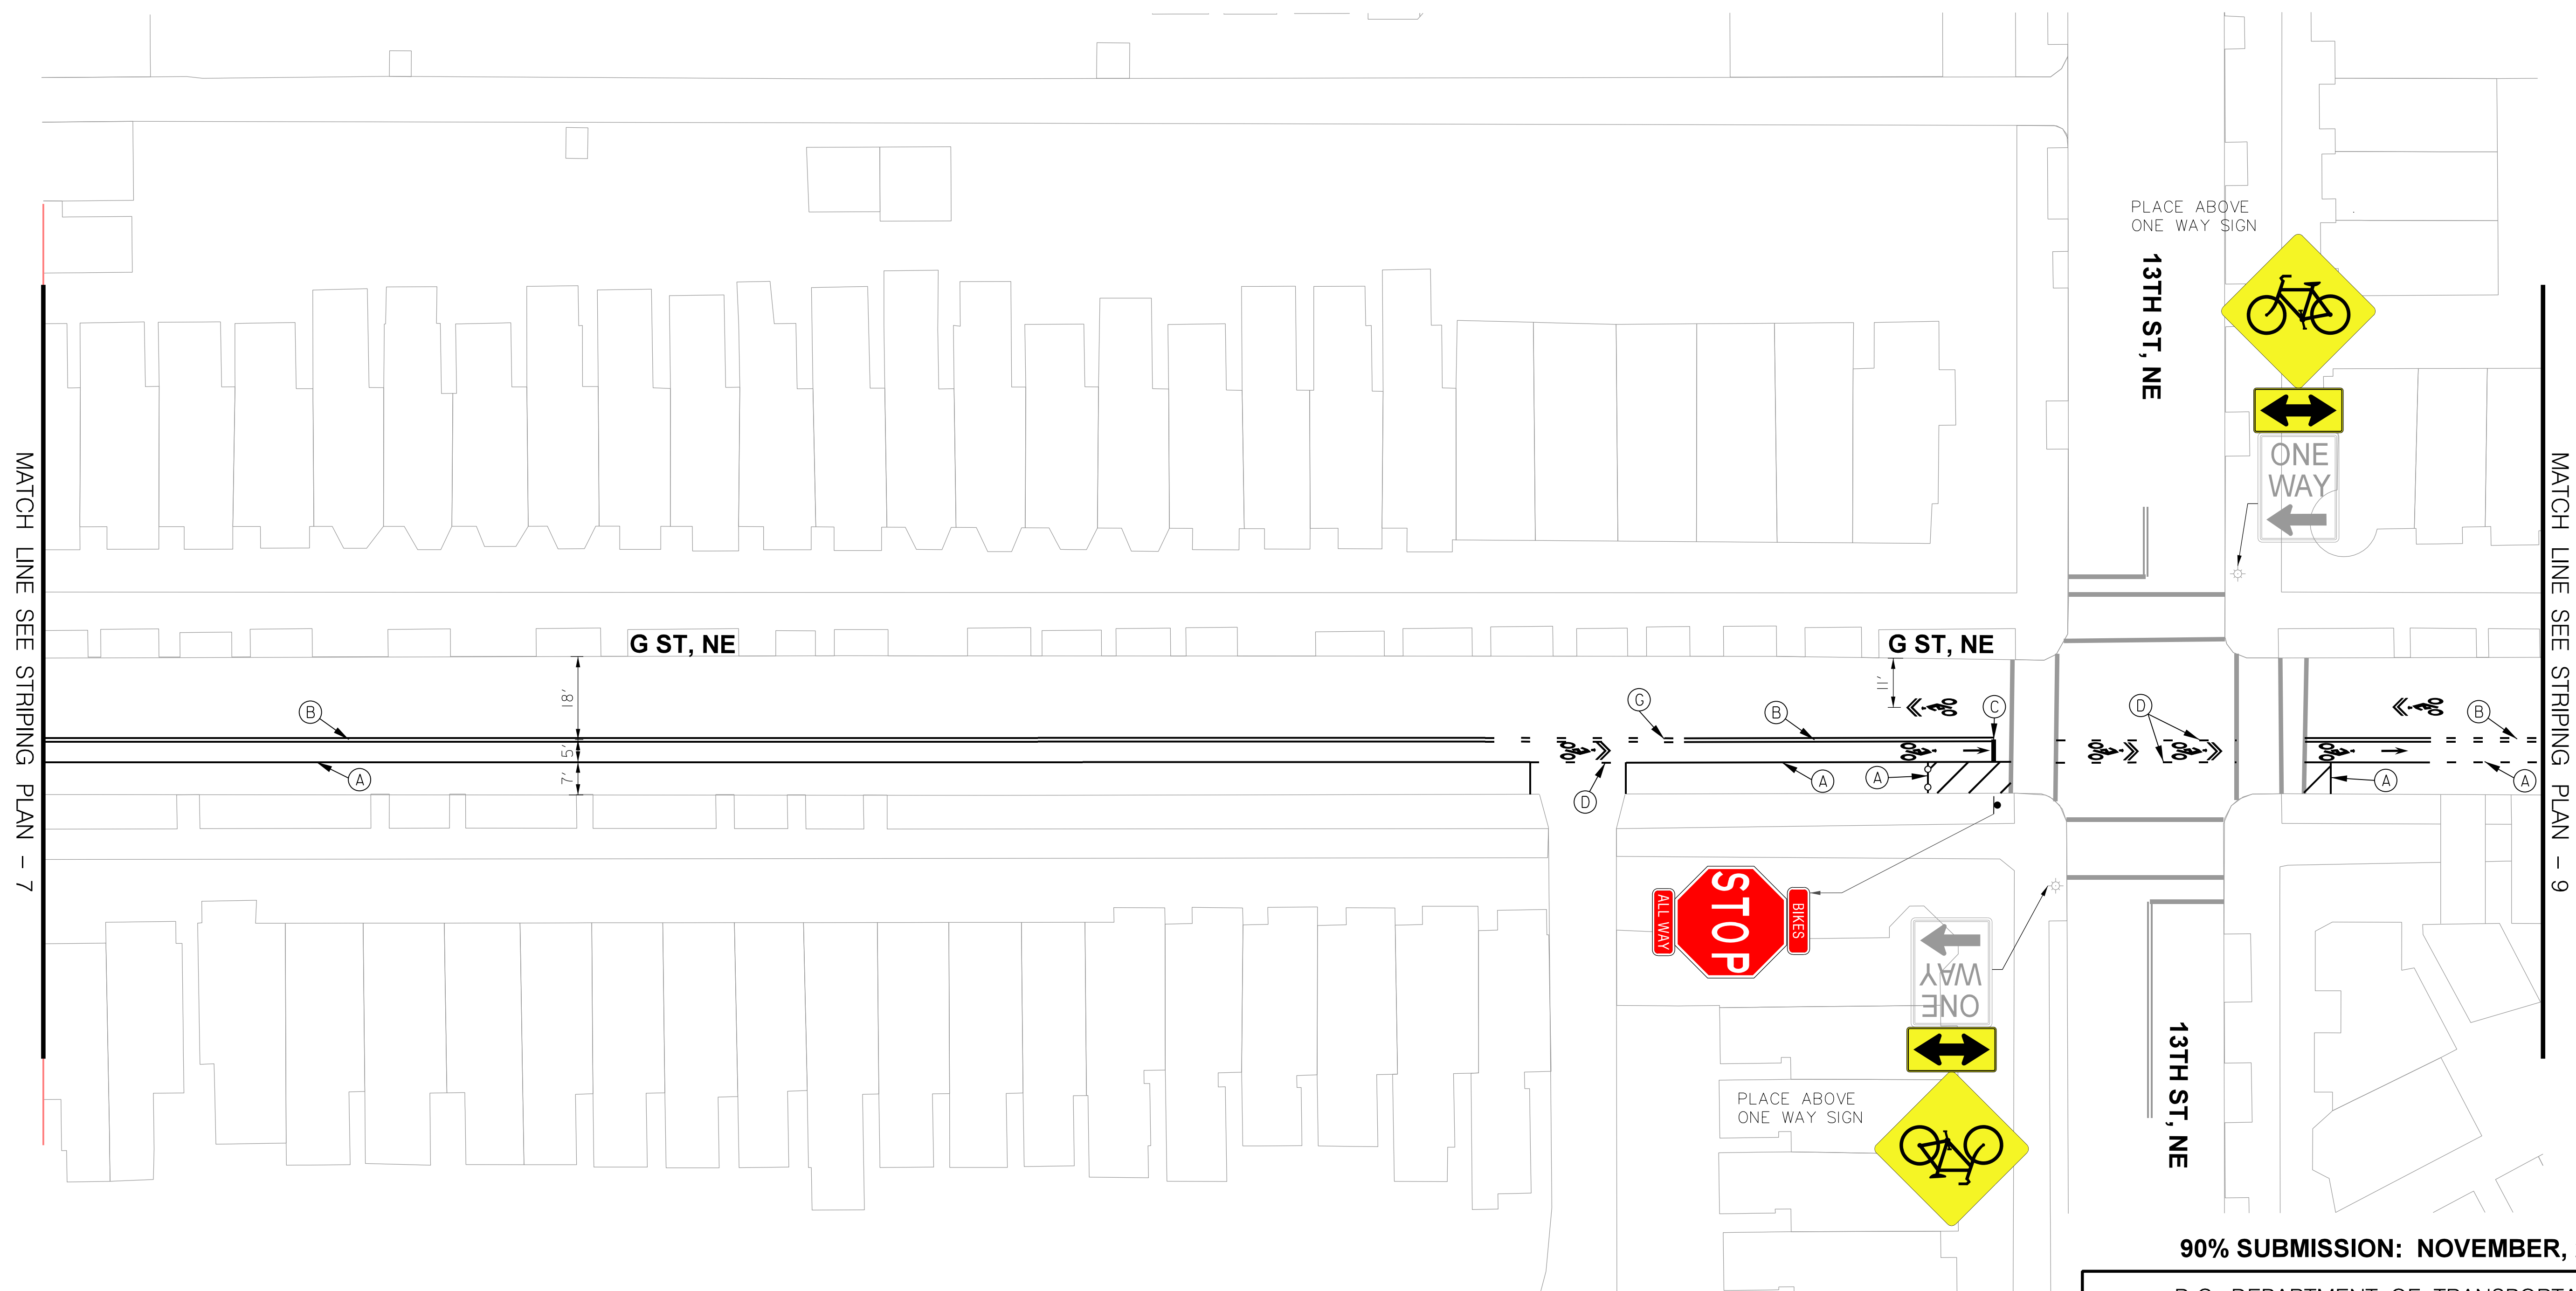 PLACE ABOVE
ONE WAY SIGN
13TH ST, NE
ONE
WAY
MATCH LINE SEE STRIPING PLAN - 7
MATCH LINE SEE STRIPING PLAN - 9
G ST, NE
G ST, NE
18'
5'
7'
11'
B
A
G
B
C
D
B
D
A
A
A
A
STOP
ALL WAY
BIKES
ONE
WAY
PLACE ABOVE
ONE WAY SIGN
13TH ST, NE
90% SUBMISSION: NOVEMBER,